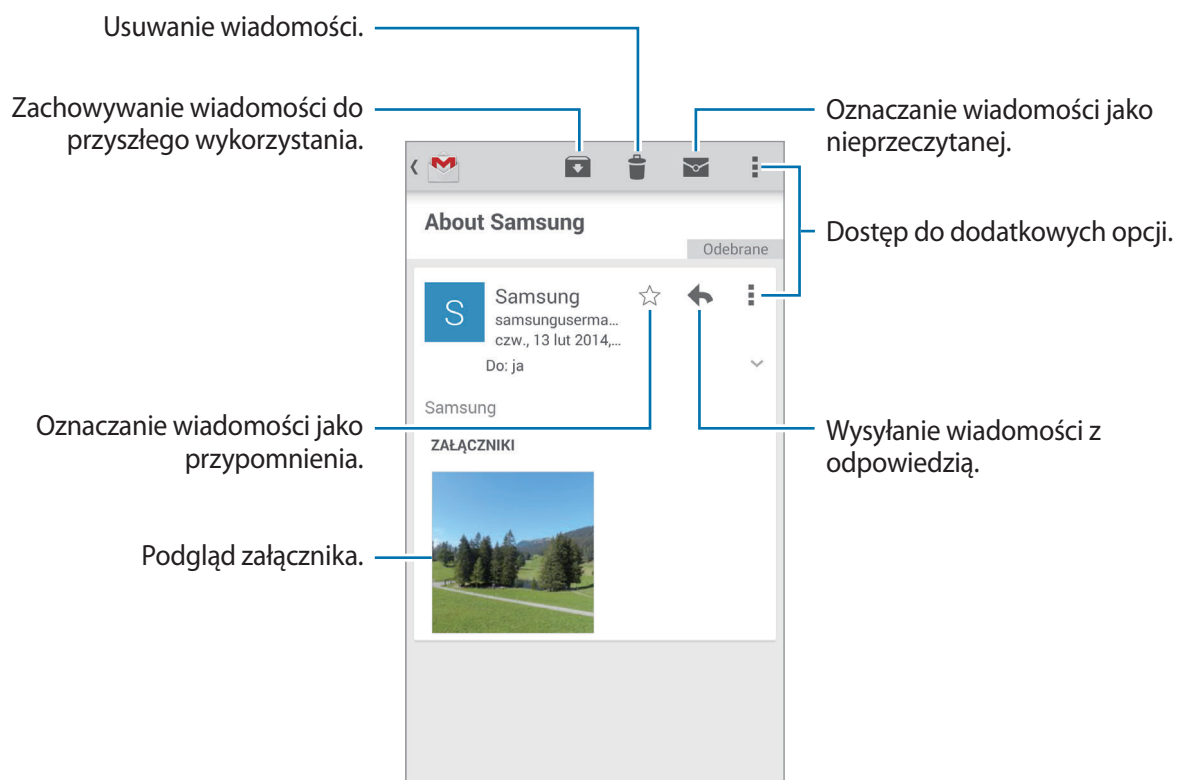 Usuwanie wiadomości.
Zachowywanie wiadomości do
przyszłego wykorzystania.
Oznaczanie wiadomości jako
nieprzeczytanej.
About Samsung
Odebrane
Dostęp do dodatkowych opcji.
S
Samsung
samsunguserma...
czw., 13 lut 2014,...
Do: ja
Samsung
Oznaczanie wiadomości jako
przypomnienia.
ZAŁĄCZNIKI
Wysyłanie wiadomości z
odpowiedzią.
Podgląd załącznika.